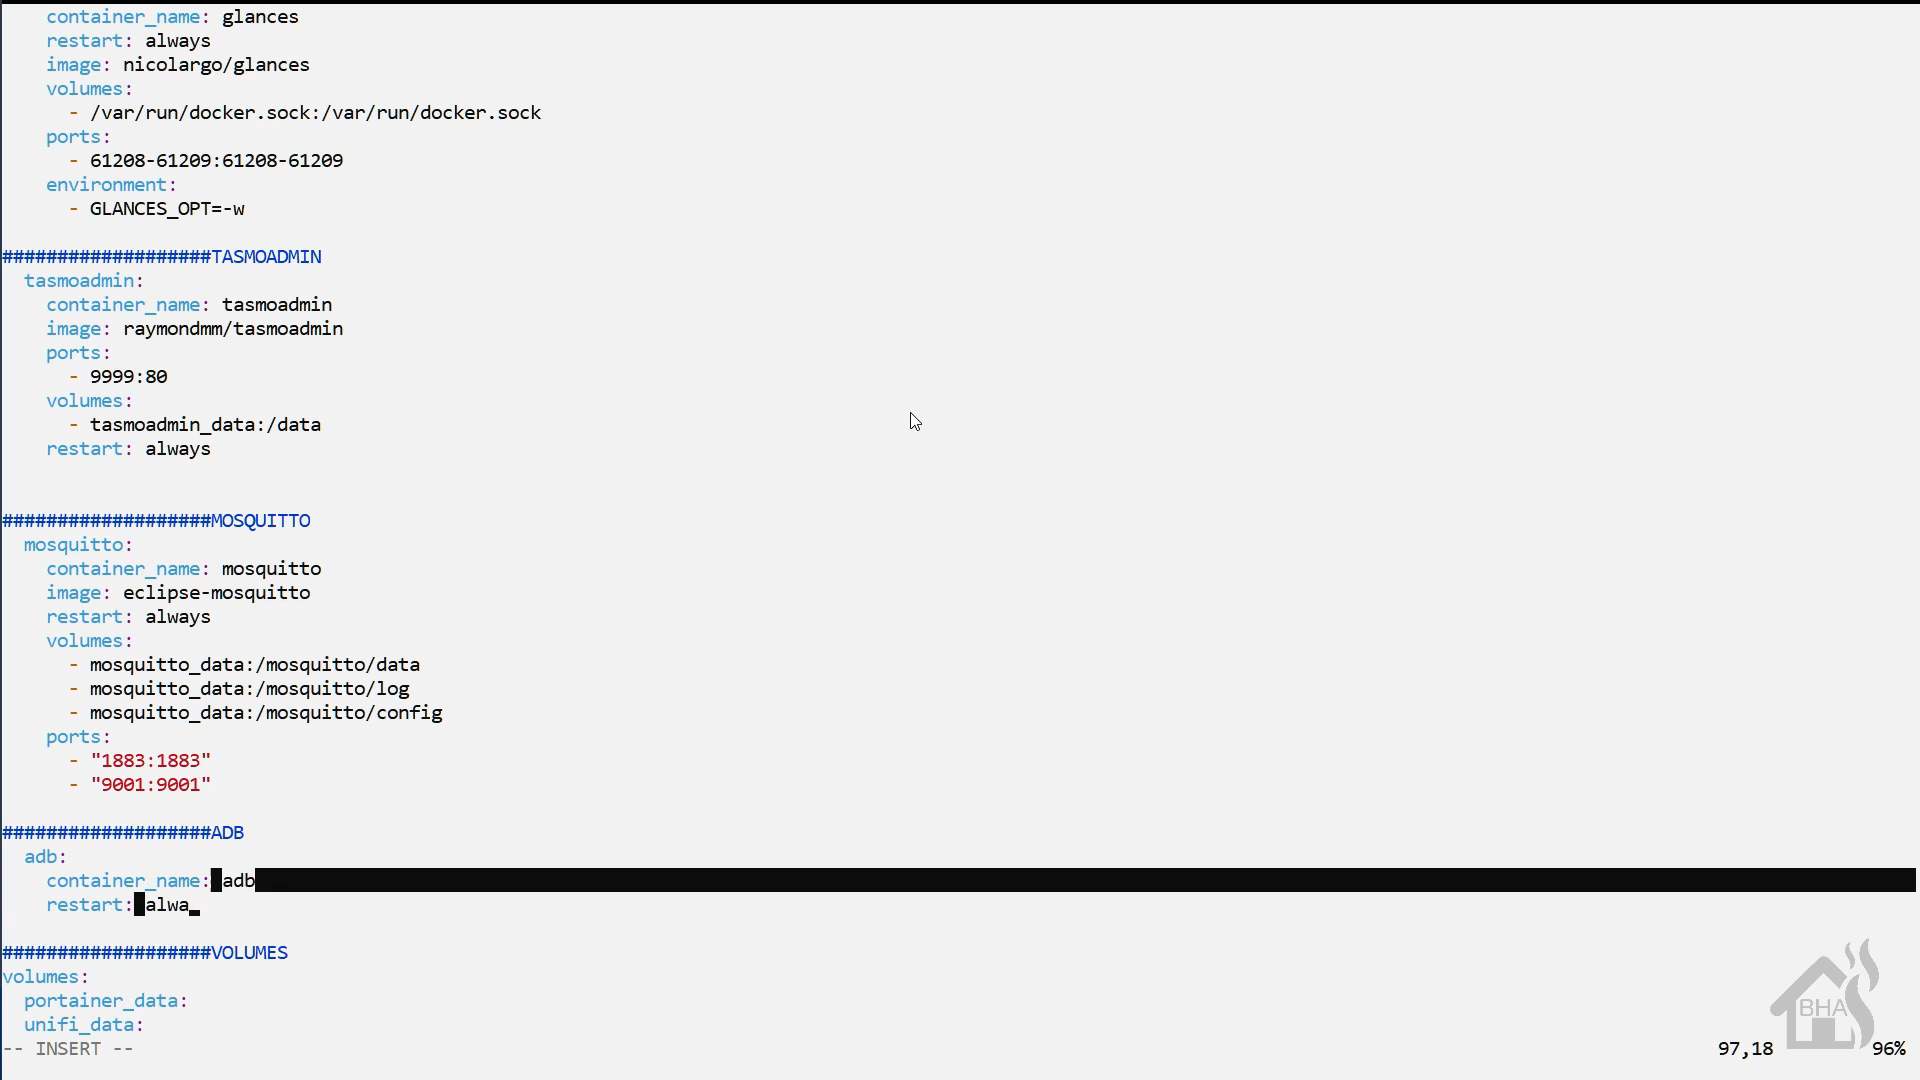 container_name: glances
restart: always
image: nicolargo/glances
volumes:
- /var/run/docker.sock:/var/run/docker.sock
ports:
- 61208-61209:61208-61209
environment:
- GLANCES_OPT=-w
###################TASMOADMIN
tasmoadmin:
container_name: tasmoadmin
image: raymondmm/tasmoadmin
ports:
- 9999:80
volumes:
- tasmoadmin_data:/data
restart: always
###################MOSQUITTO
mosquitto:
container_name: mosquitto
image: eclipse-mosquitto
restart: always
volumes:
- mosquitto_data:/mosquitto/data
- mosquitto_data:/mosquitto/log
- mosquitto_data:/mosquitto/config
ports:
- "1883:1883"
- "9001:9001"
###################ADB
adb:
container_name: adb
restart: alwa
###################VOLUMES
volumes:
portainer_data:
unifi_data:
-- INSERT --
97,18
96%
BHA